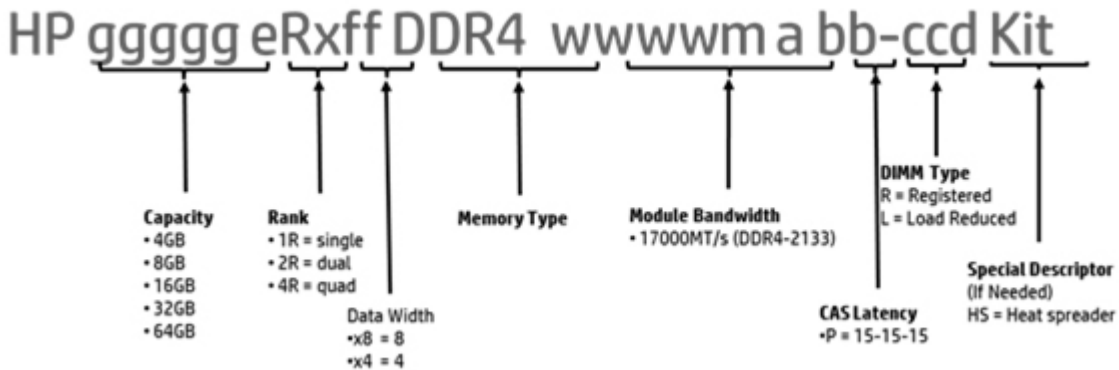 HP ggggg eRxff DDR4 wwwwm a bb-ccd Kit
Capacity
• 4GB
• 8GB
• 16GB
• 32GB
• 64GB
Rank
• 1R = single
• 2R = dual
• 4R = quad
Data Width
•x8 = 8
•x4 = 4
Memory Type
Module Bandwidth
• 17000MT/s (DDR4-2133)
CAS Latency
•P = 15-15-15
DIMM Type
R = Registered
L = Load Reduced
Special Descriptor
(If Needed)
HS = Heat spreader